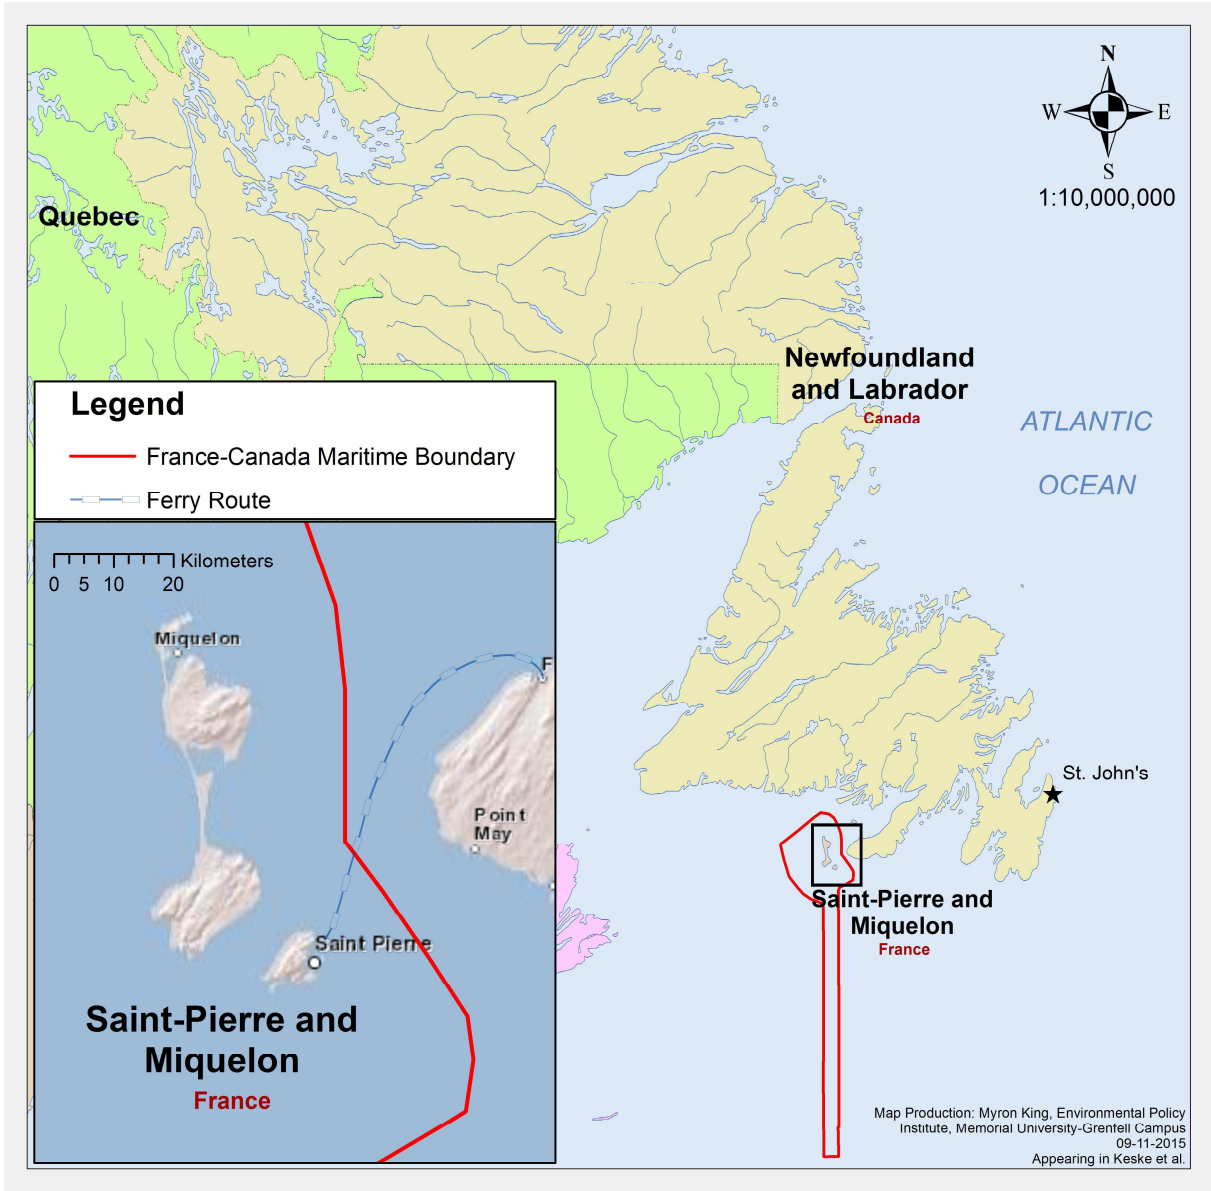 N
W
E
S
1:10,000,000
Quebec
Newfoundland
and Labrador
Canada
ATLANTIC
OCEAN
Legend
France-Canada Maritime Boundary
Ferry Route
Kilometers
0 5 10 20
Miquelon
F
Point
May
Saint Pierre
Saint-Pierre and
Miquelon
France
St. John's
Saint-Pierre and
Miquelon
France
Map Production: Myron King, Environmental Policy
Institute, Memorial University-Grenfell Campus
09-11-2015
Appearing in Keske et al.